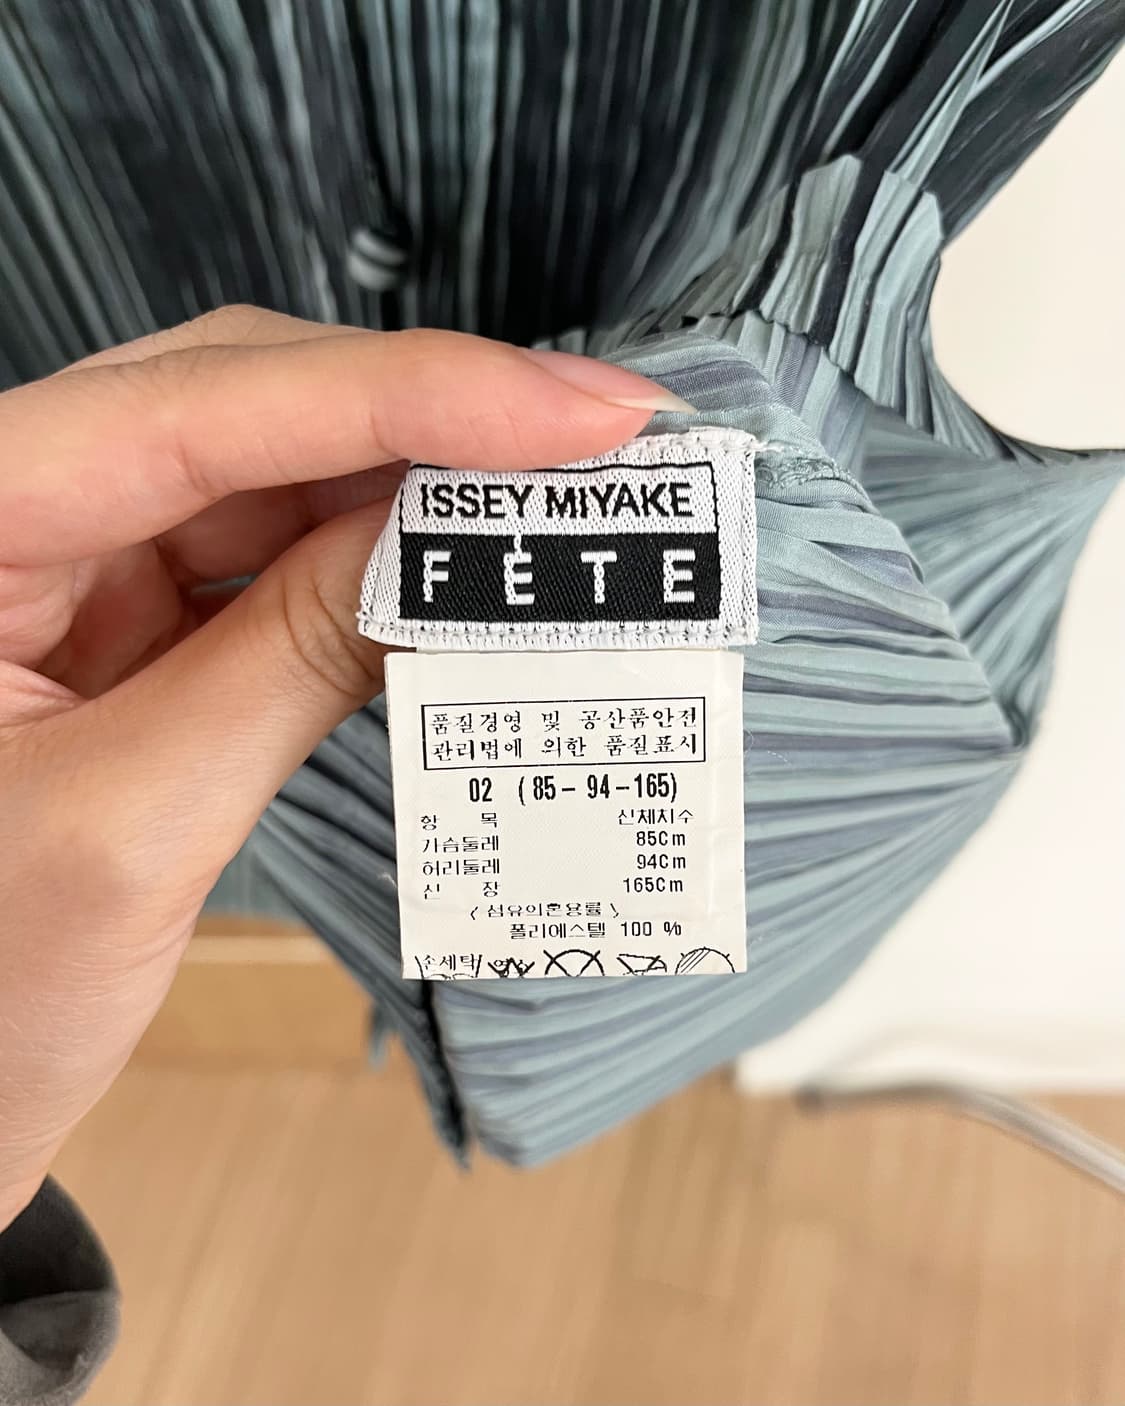 ISSEY MIYAKE
FÊTE
품질경영 및 공산품안전
관리법에 의한 품질표시
02 (85-94-165)
항 목 신체치수
가슴둘레 85Cm
허리둘레 94Cm
신 장 165Cm
〈 섬유의혼용률 〉
폴리에스텔 100 %
손세탁